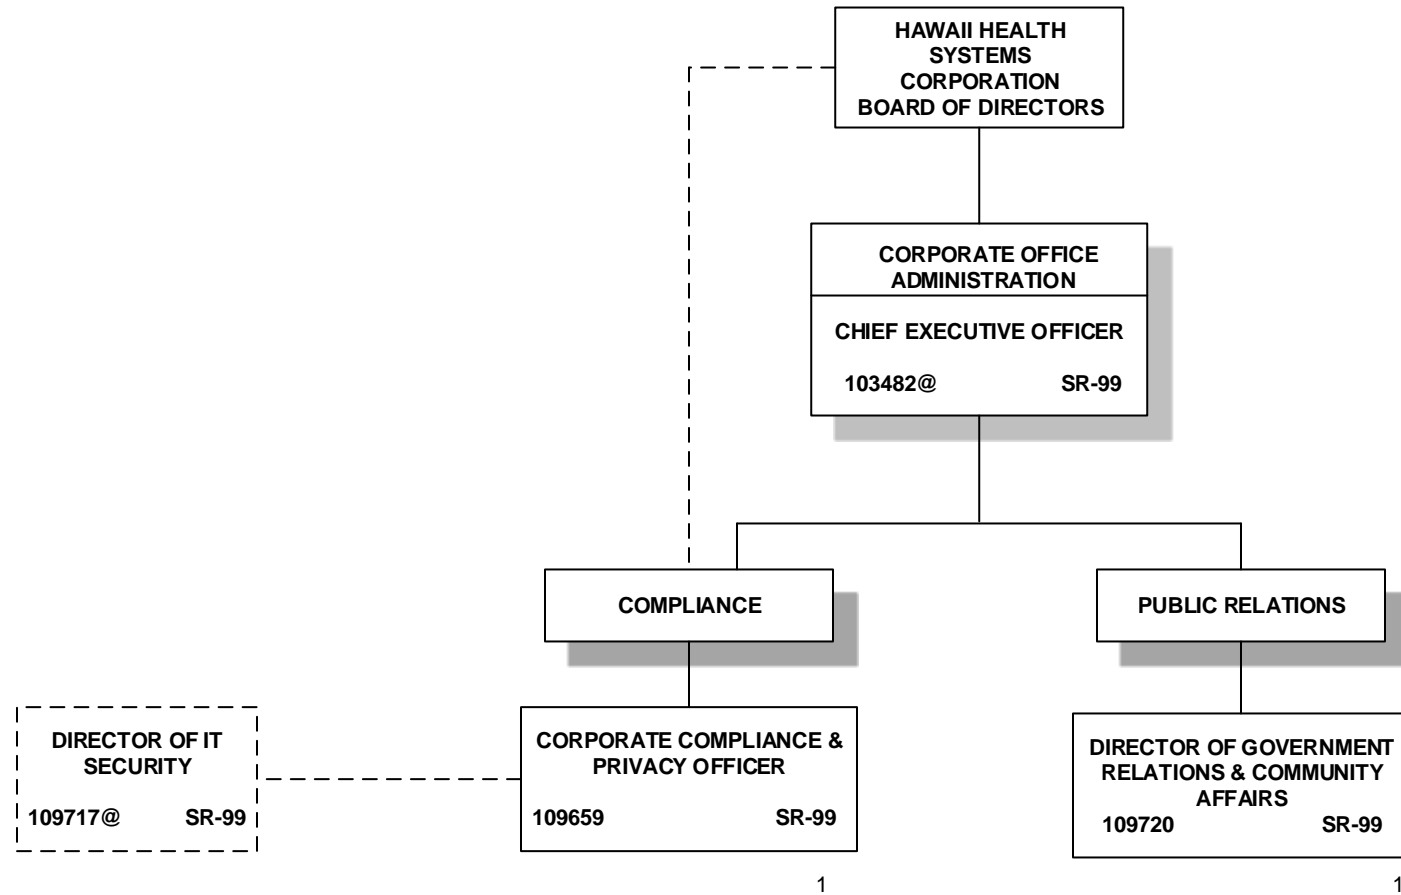 HAWAII HEALTH
SYSTEMS
CORPORATION
BOARD OF DIRECTORS
CORPORATE OFFICE
ADMINISTRATION
CHIEF EXECUTIVE OFFICER
103482@ SR-99
COMPLIANCE
PUBLIC RELATIONS
DIRECTOR OF IT
SECURITY
109717@ SR-99
CORPORATE COMPLIANCE &
PRIVACY OFFICER
109659 SR-99
DIRECTOR OF GOVERNMENT
RELATIONS & COMMUNITY
AFFAIRS
109720 SR-99
1
1